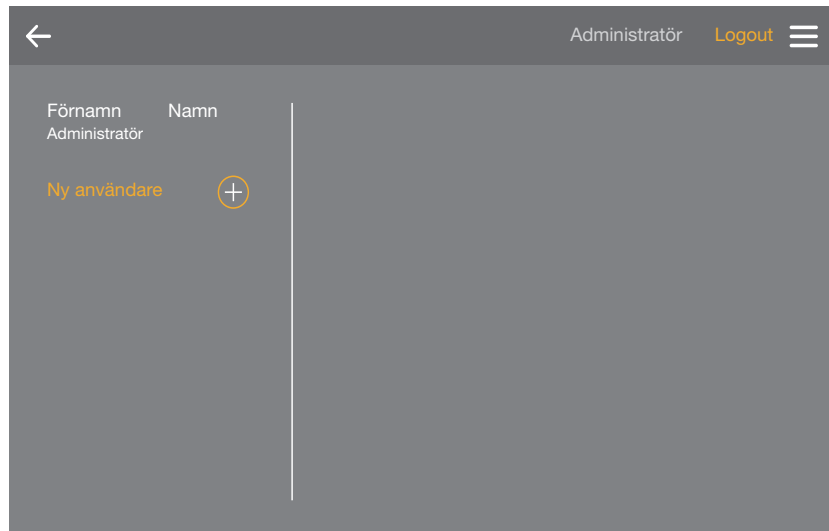 Administratör Logout
Förnamn Namn
Administratör
Ny användare